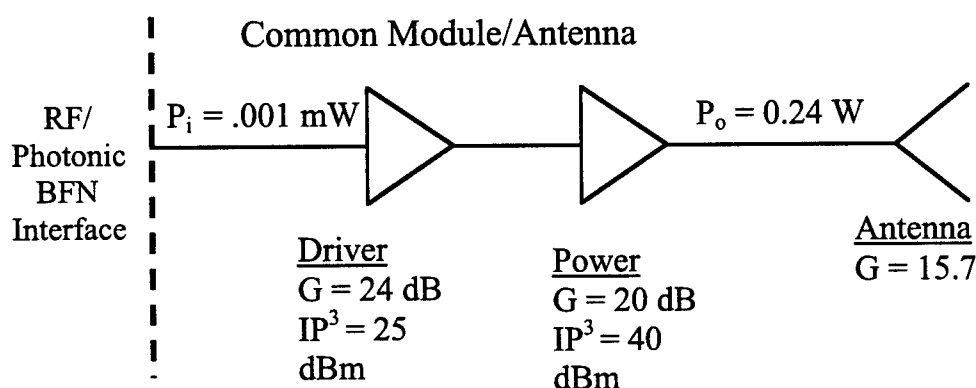 Common Module/Antenna
RF/
Photonic
BFN
Interface
P_i = .001 mW
P_o = 0.24 W
Driver
G = 24 dB
IP³ = 25
dBm
Power
G = 20 dB
IP³ = 40
dBm
Antenna
G = 15.7